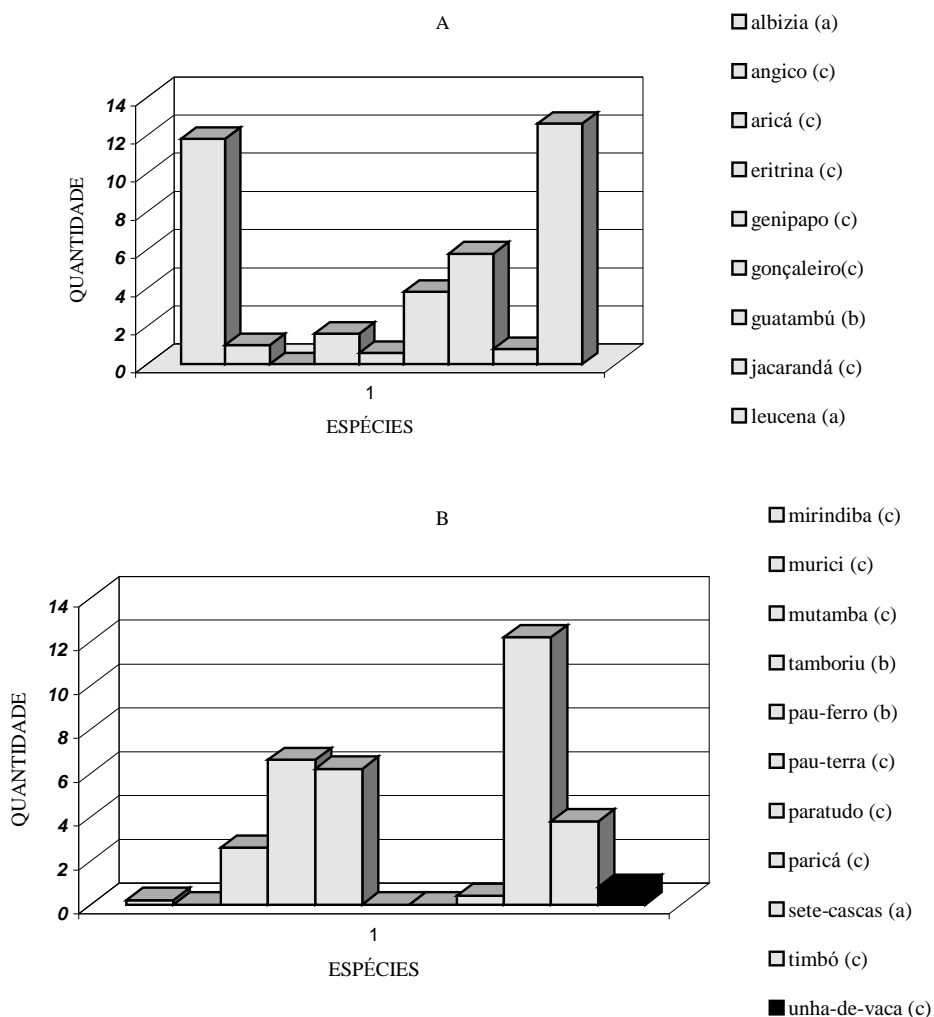 A
QUANTIDADE
14
12
10
8
6
4
2
0
1
ESPÉCIES
albizia (a)
angico (c)
aricá (c)
eritrina (c)
genipapo (c)
gonçaleiro(c)
guatambú (b)
jacarandá (c)
leucena (a)
B
QUANTIDADE
14
12
10
8
6
4
2
0
1
ESPÉCIES
mirindiba (c)
murici (c)
mutamba (c)
tamboriu (b)
pau-ferro (b)
pau-terra (c)
paratudo (c)
paricá (c)
sete-cascas (a)
timbó (c)
unha-de-vaca (c)